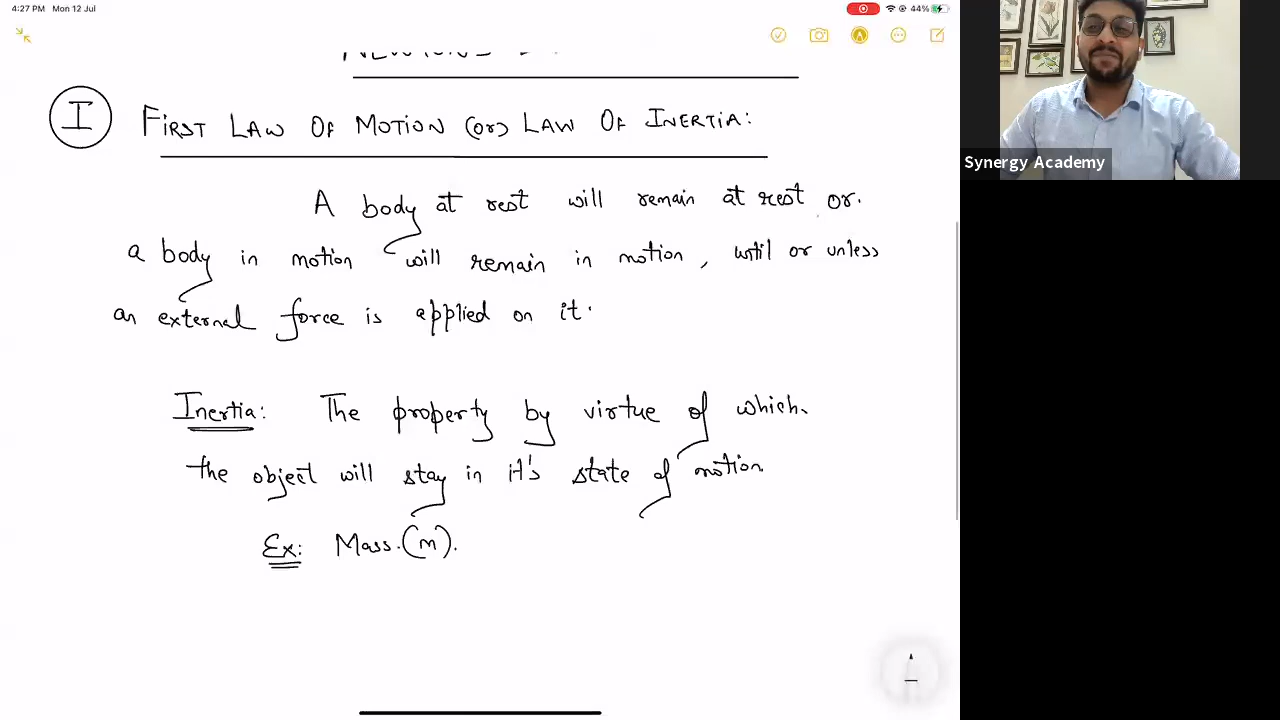 4:27 PM Mon 12 Jul
44%
I FIRST LAW OF MOTION (or) LAW OF INERTIA:
Synergy Academy
A body at rest will remain at rest or.
a body in motion will remain in motion, until or unless
an external force is applied on it.
Inertia: The property by virtue of which
the object will stay in it's state of motion
Ex: Mass.(m).